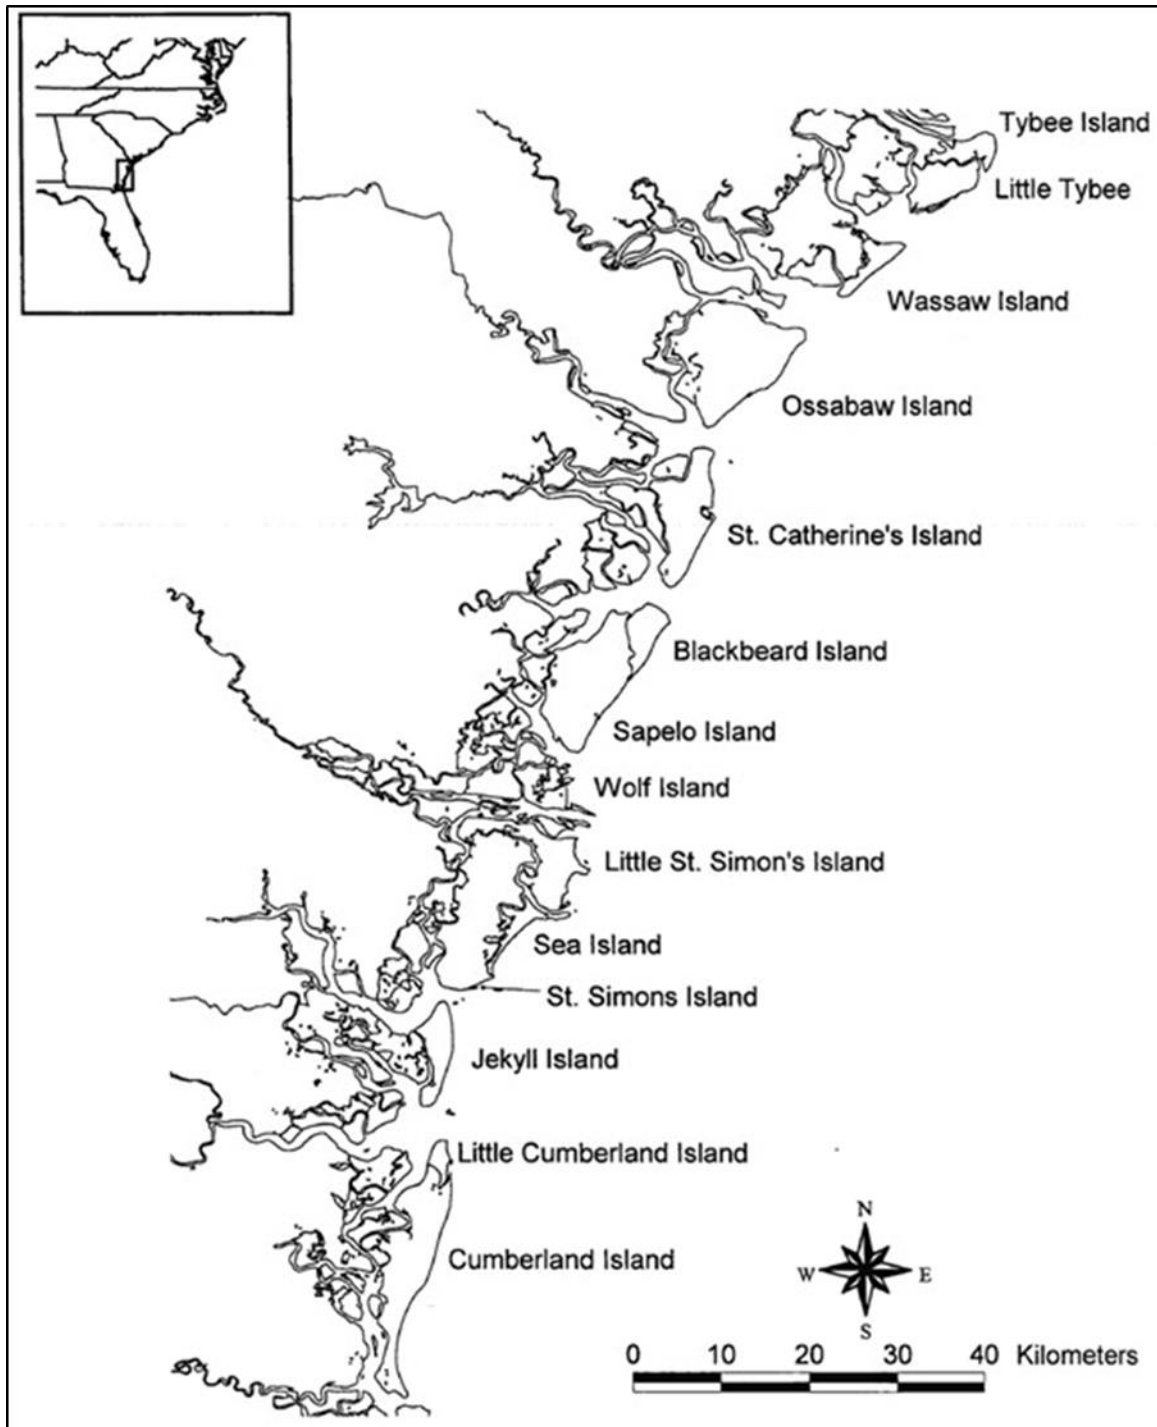 Tybee Island
Little Tybee
Wassaw Island
Ossabaw Island
St. Catherine's Island
Blackbeard Island
Sapelo Island
Wolf Island
Little St. Simon's Island
Sea Island
St. Simons Island
Jekyll Island
Little Cumberland Island
Cumberland Island
N
W E
S
0 10 20 30 40 Kilometers